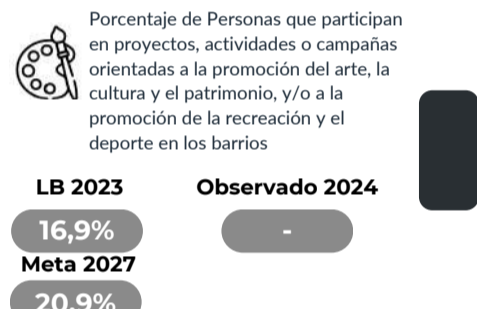 Porcentaje de Personas que participan
en proyectos, actividades o campañas
orientadas a la promoción del arte, la
cultura y el patrimonio, y/o a la
promoción de la recreación y el
deporte en los barrios
LB 2023
Observado 2024
16,9%
-
Meta 2027
20,9%